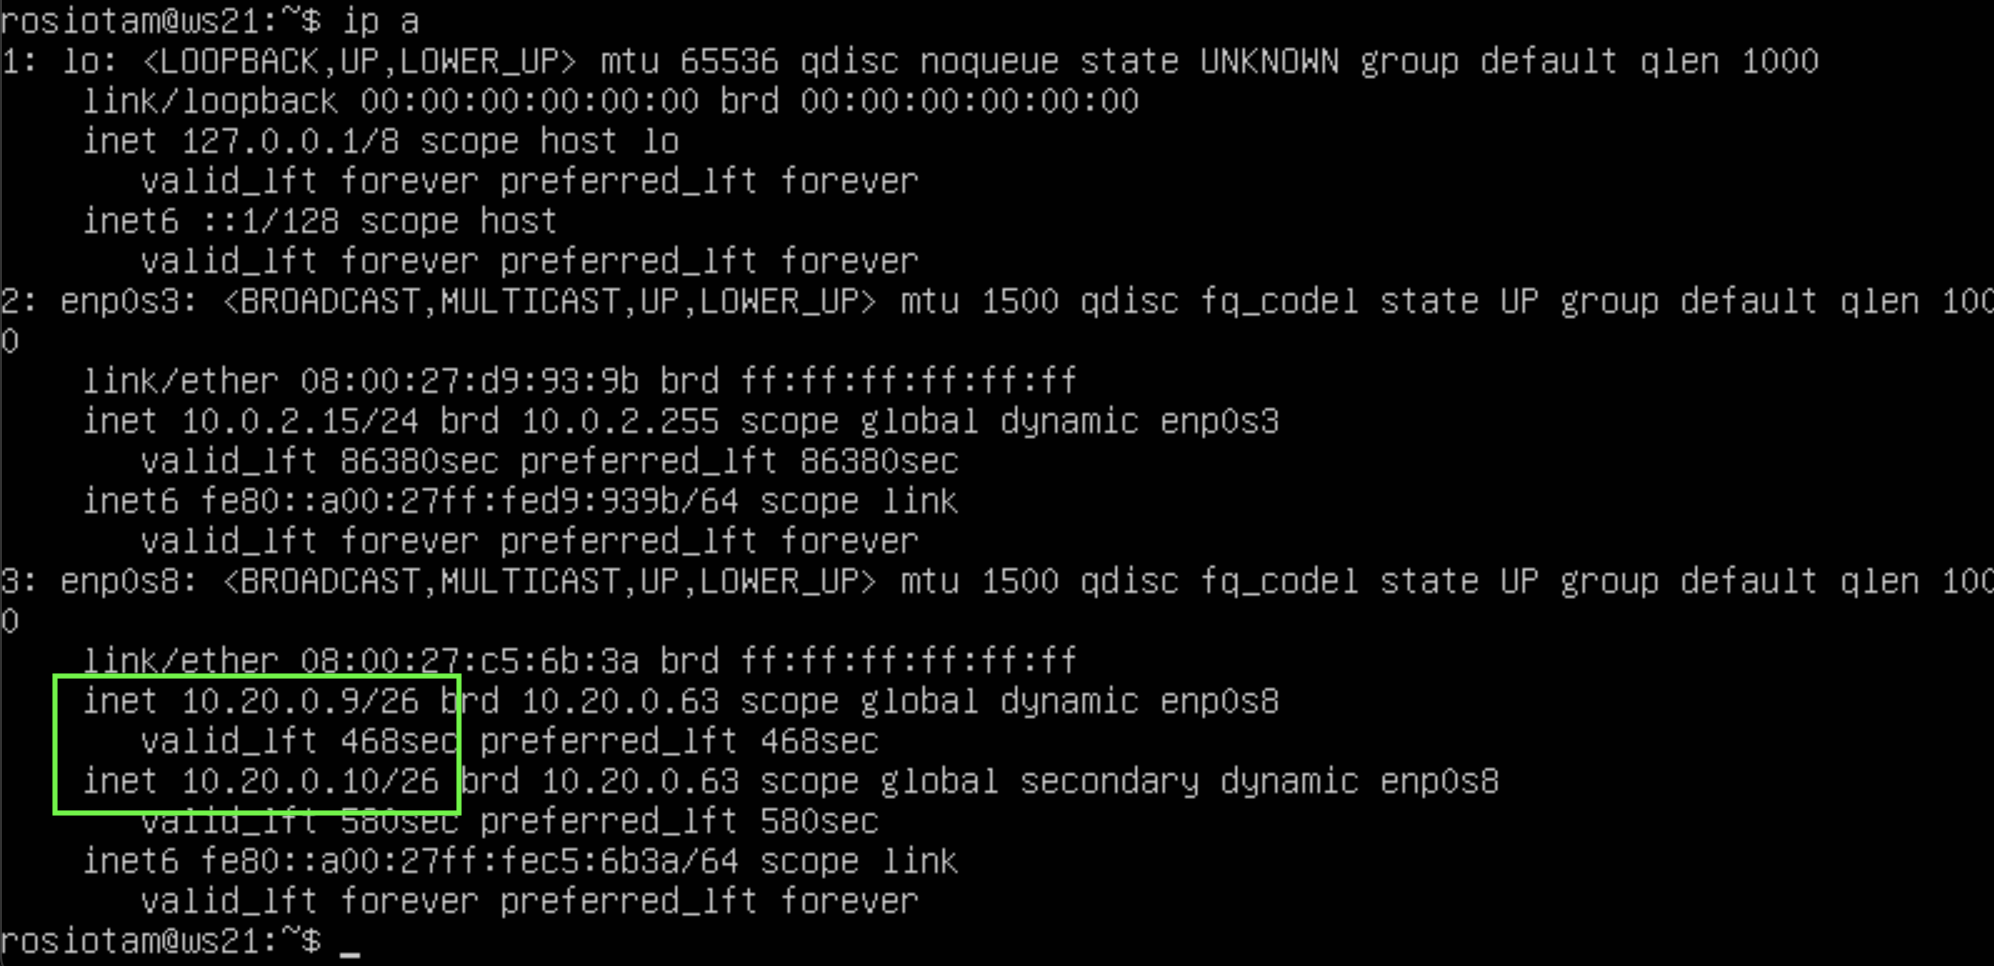 rosiotam@ws21:~$ ip a
1: lo: <LOOPBACK,UP,LOWER_UP> mtu 65536 qdisc noqueue state UNKNOWN group default qlen 1000
link/loopback 00:00:00:00:00:00 brd 00:00:00:00:00:00
inet 127.0.0.1/8 scope host lo
valid_lft forever preferred_lft forever
inet6 ::1/128 scope host
valid_lft forever preferred_lft forever
2: enp0s3: <BROADCAST,MULTICAST,UP,LOWER_UP> mtu 1500 qdisc fq_codel state UP group default qlen 100
0
link/ether 08:00:27:d9:93:9b brd ff:ff:ff:ff:ff:ff
inet 10.0.2.15/24 brd 10.0.2.255 scope global dynamic enp0s3
valid_lft 86380sec preferred_lft 86380sec
inet6 fe80::a00:27ff:fed9:939b/64 scope link
valid_lft forever preferred_lft forever
3: enp0s8: <BROADCAST,MULTICAST,UP,LOWER_UP> mtu 1500 qdisc fq_codel state UP group default qlen 100
0
link/ether 08:00:27:c5:6b:3a brd ff:ff:ff:ff:ff:ff
inet 10.20.0.9/26 brd 10.20.0.63 scope global dynamic enp0s8
valid_lft 468sec preferred_lft 468sec
inet 10.20.0.10/26 brd 10.20.0.63 scope global secondary dynamic enp0s8
valid_lft 580sec preferred_lft 580sec
inet6 fe80::a00:27ff:fec5:6b3a/64 scope link
valid_lft forever preferred_lft forever
rosiotam@ws21:~$ _